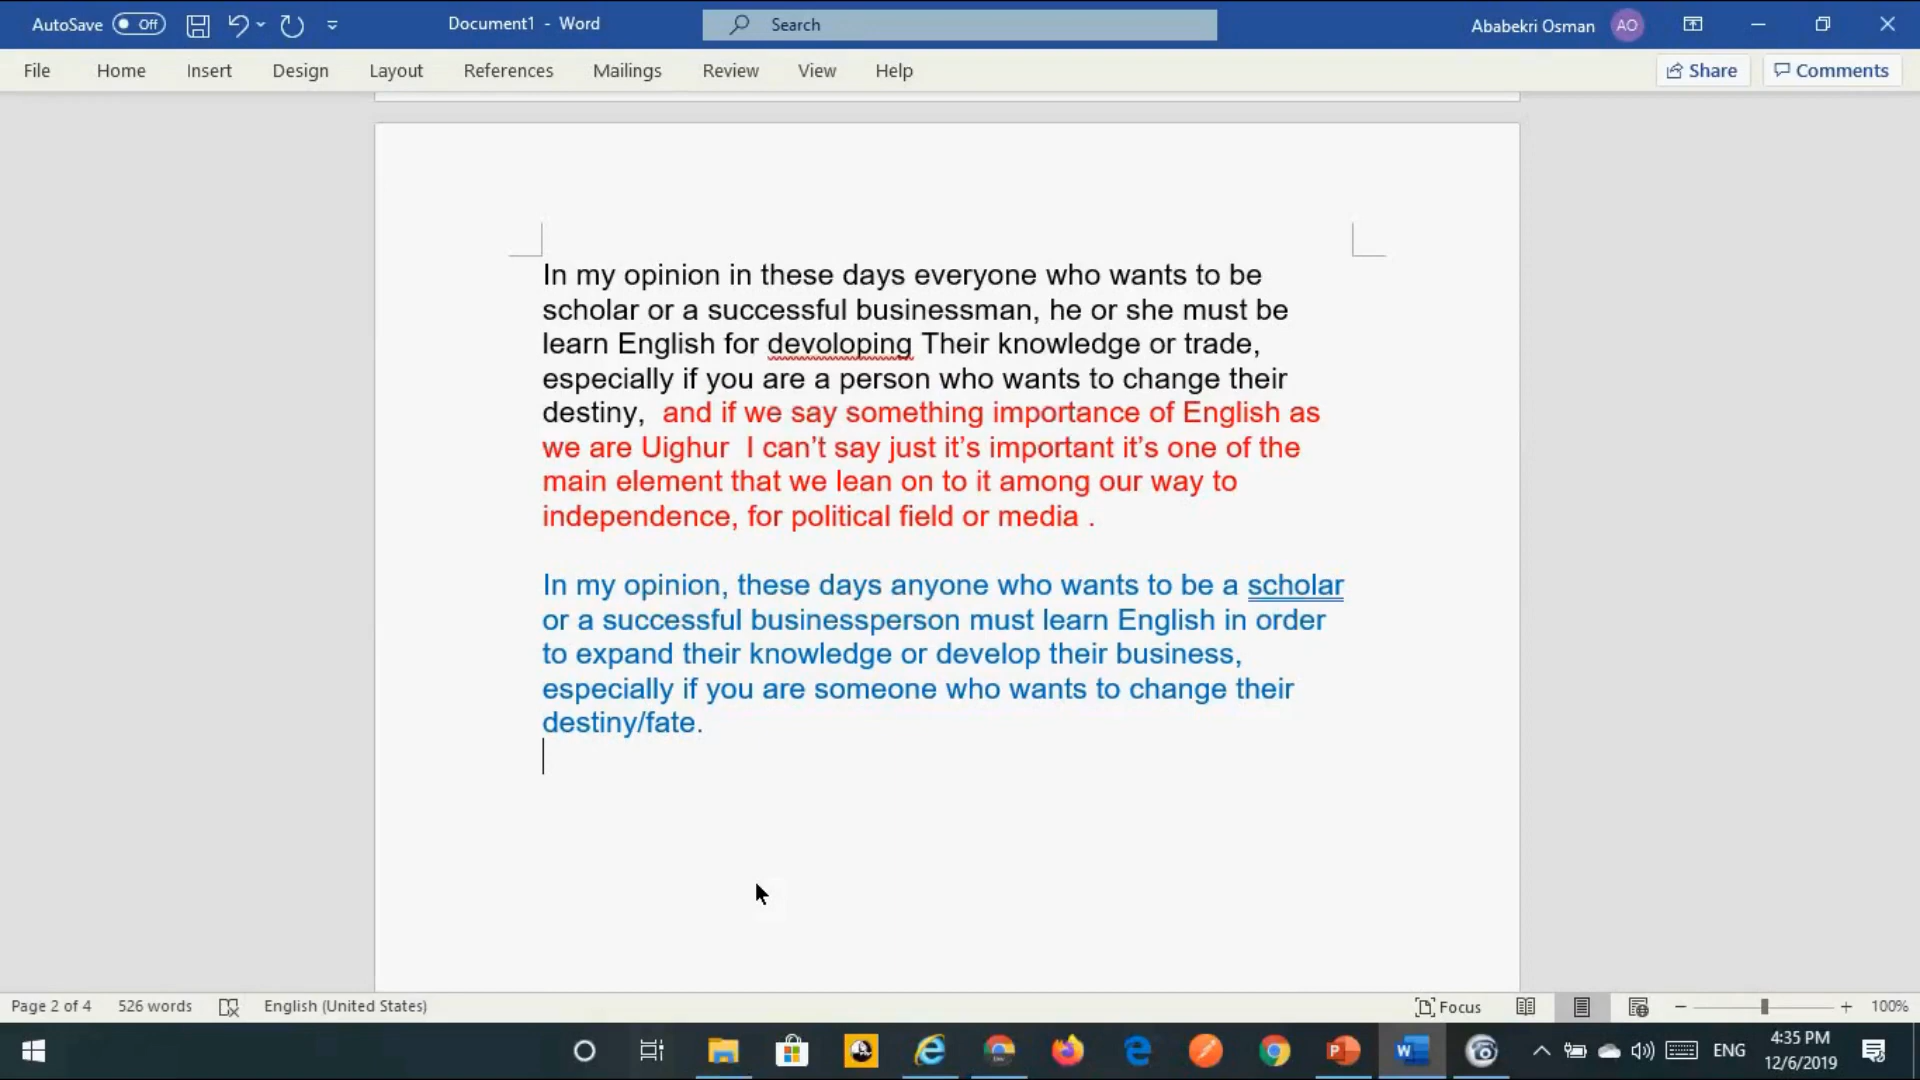 AutoSave Off Document1 - Word Search Ababekri Osman AO
File Home Insert Design Layout References Mailings Review View Help Share Comments
In my opinion in these days everyone who wants to be
scholar or a successful businessman, he or she must be
learn English for devoloping Their knowledge or trade,
especially if you are a person who wants to change their
destiny,  and if we say something importance of English as
we are Uighur  I can’t say just it’s important it’s one of the
main element that we lean on to it among our way to
independence, for political field or media .
In my opinion, these days anyone who wants to be a scholar
or a successful businessperson must learn English in order
to expand their knowledge or develop their business,
especially if you are someone who wants to change their
destiny/fate.
Page 2 of 4 526 words English (United States) Focus 100%
ENG 4:35 PM
12/6/2019